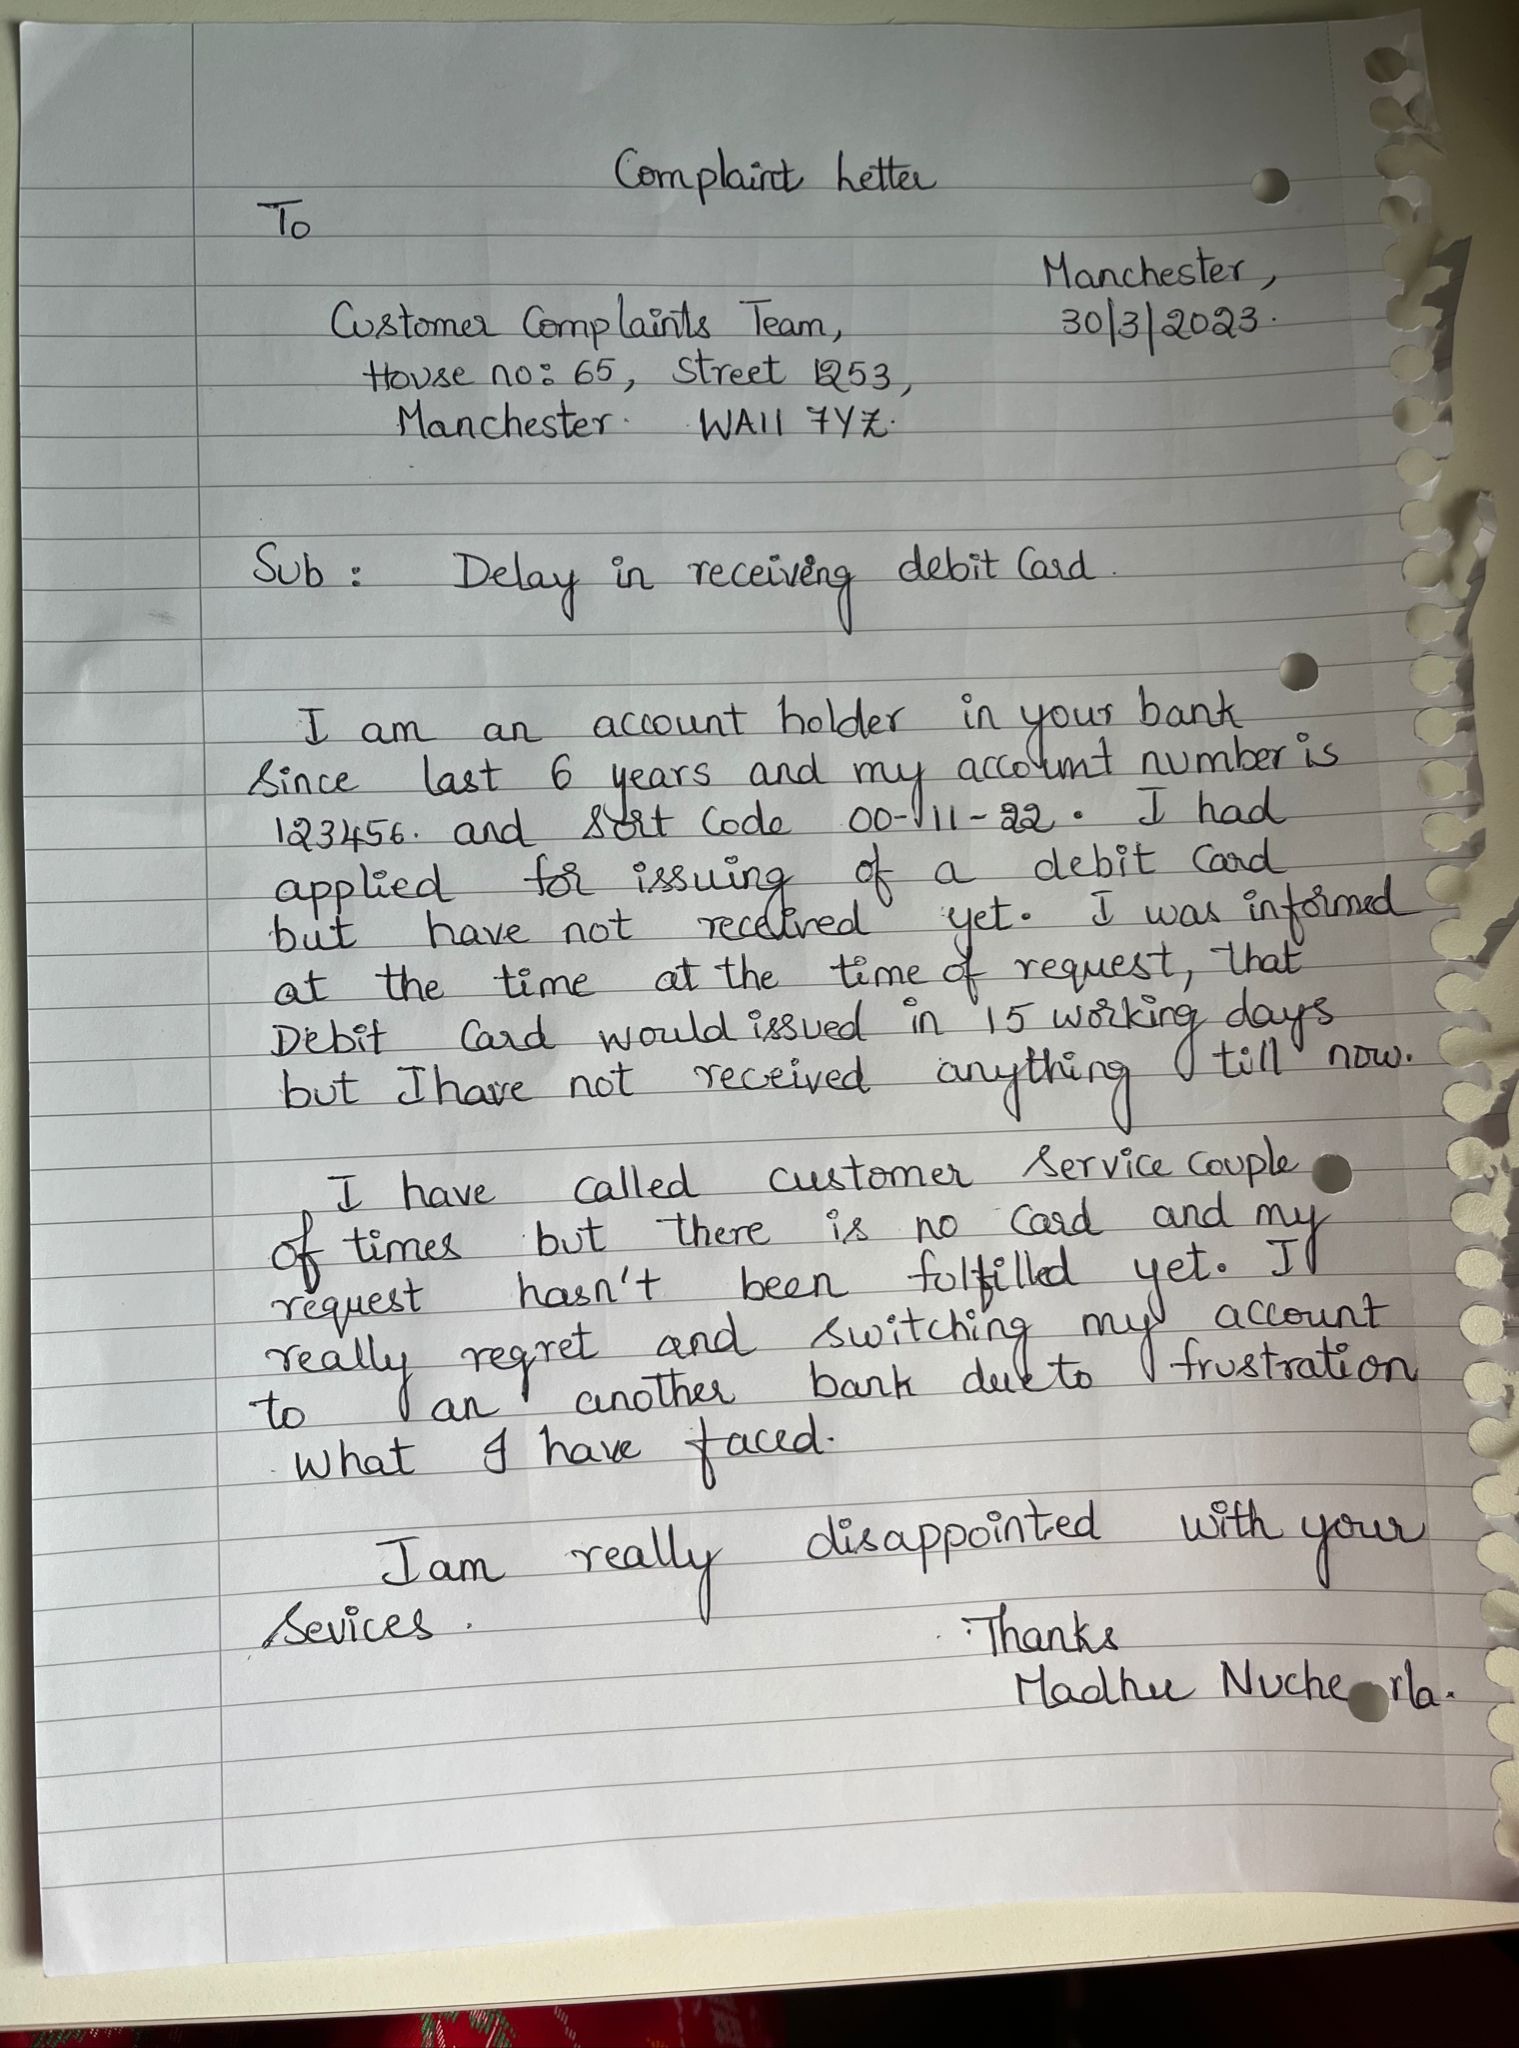 Complaint Letter
To
Manchester,
30/3/2023.
Customer Complaints Team,
House no: 65, Street 1253,
Manchester. WA11 7YZ.
Sub : Delay in receiving debit Card.
I am an account holder in your bank
since last 6 years and my account number is
123456. and Sort Code 00-11-22. I had
applied for issuing of a debit Card
but have not received yet. I was informed
at the time at the time of request, that
Debit Card would issued in 15 working days
but I have not received anything till now.
I have called customer service couple
of times but there is no Card and my
request hasn't been fulfilled yet. I
really regret and switching my account
to an another bank due to frustration
what I have faced.
I am really disappointed with your
sevices.
Thanks
Madhu Nucherla.